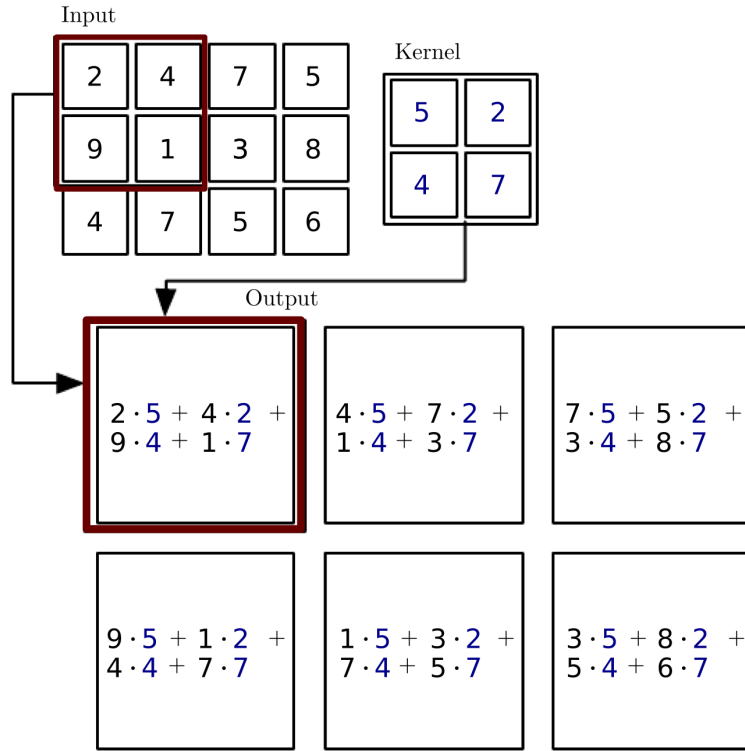 Input
2 4 7 5
9 1 3 8
4 7 5 6
Kernel
5 2
4 7
Output
2·5 + 4·2 +
9·4 + 1·7
4·5 + 7·2 +
1·4 + 3·7
7·5 + 5·2 +
3·4 + 8·7
9·5 + 1·2 +
4·4 + 7·7
1·5 + 3·2 +
7·4 + 5·7
3·5 + 8·2 +
5·4 + 6·7